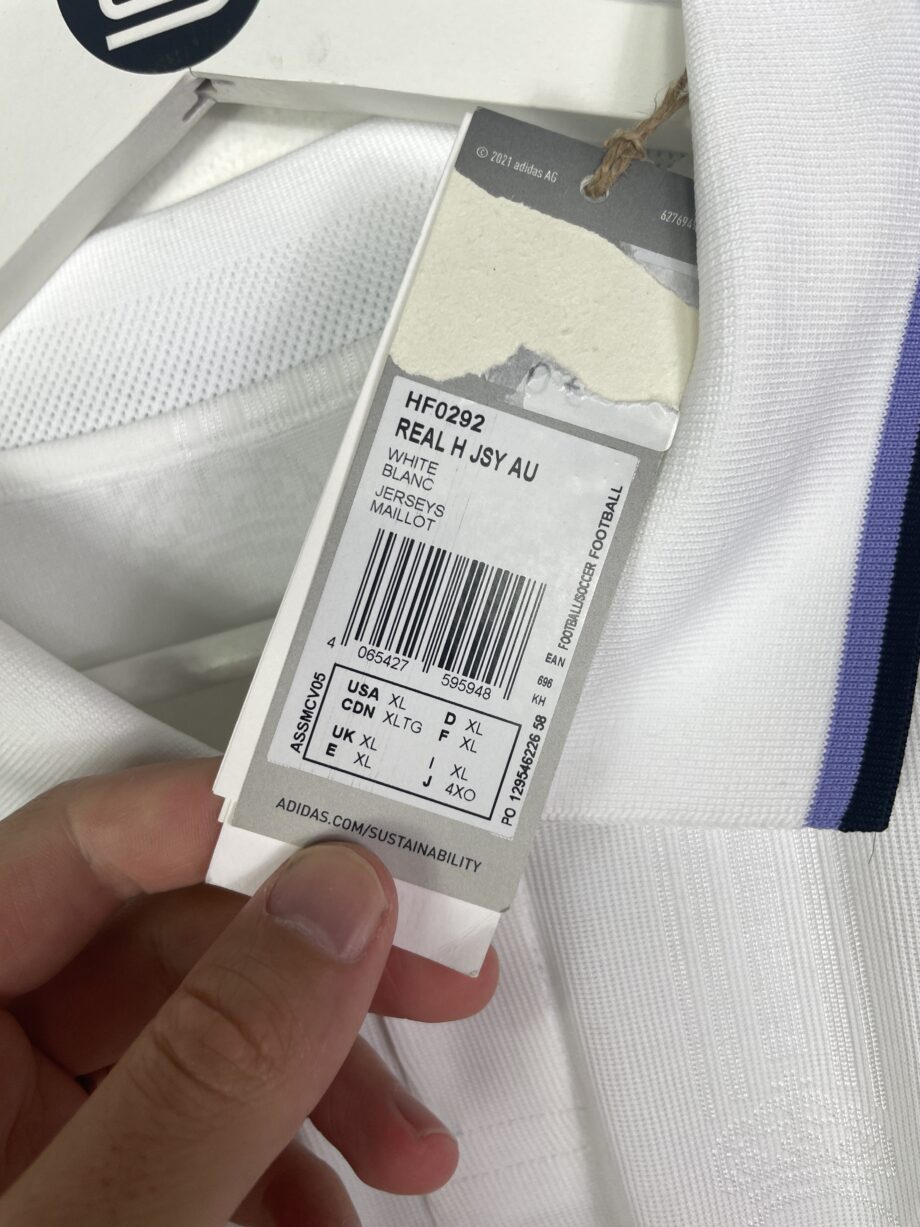 © 2021 adidas AG
HF0292
REAL H JSY AU
WHITE
BLANC
JERSEYS
MAILLOT
FOOTBALL/SOCCER FOOTBALL
EAN
696
KH
4 065427 595948
ASSMCV05
USA XL D XL
CDN XLTG F XL
UK XL I XL
E XL J 4XO
PO 129546226 58
ADIDAS.COM/SUSTAINABILITY